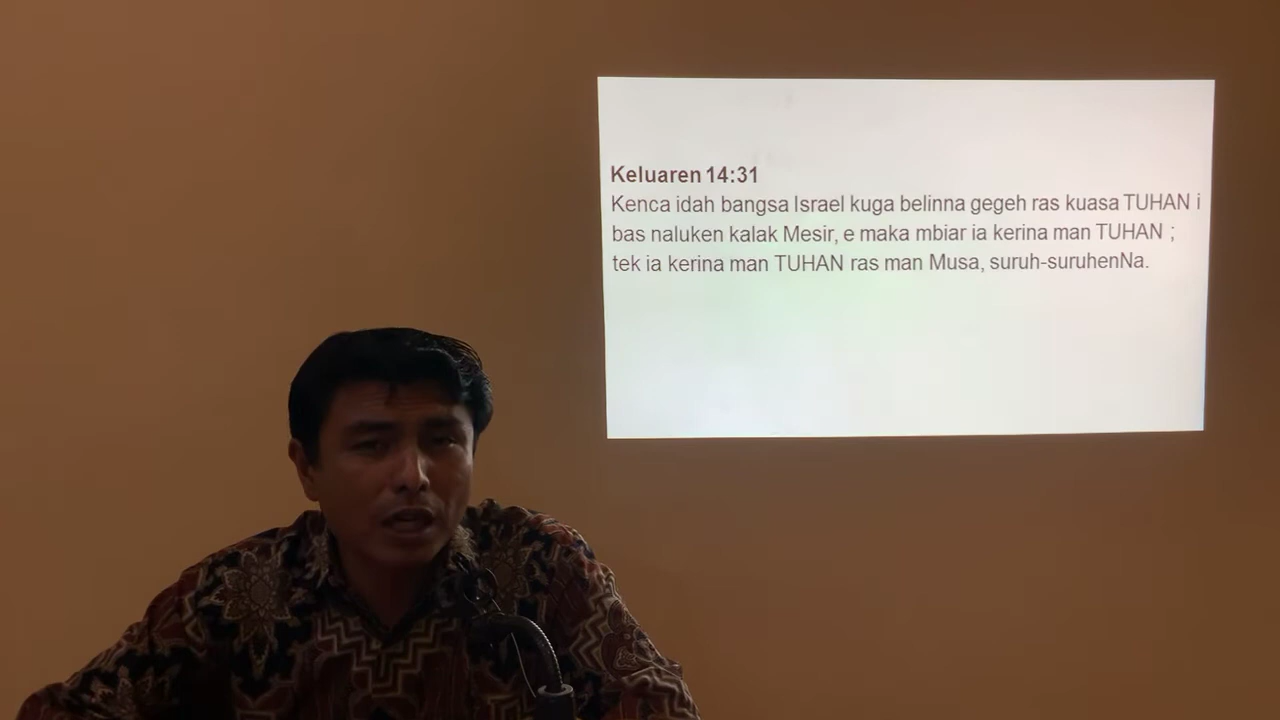 Keluaren 14:31
Kenca idah bangsa Israel kuga belinna gegeh ras kuasa TUHAN i
bas naluken kalak Mesir, e maka mbiar ia kerina man TUHAN ;
tek ia kerina man TUHAN ras man Musa, suruh-suruhenNa.